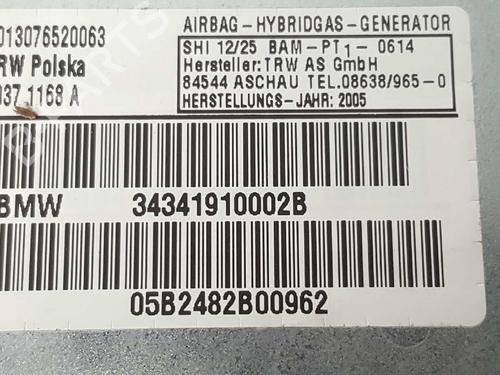 013076520063
RW Polska
037 1168 A
AIRBAG-HYBRIDGAS-GENERATOR
SHI 12/25 BAM-PT1-0614
Hersteller:TRW AS GmbH
84544 ASCHAU TEL.08638/965-0
HERSTELLUNGS-JAHR: 2005
BMW 34341910002B
05B2482B00962